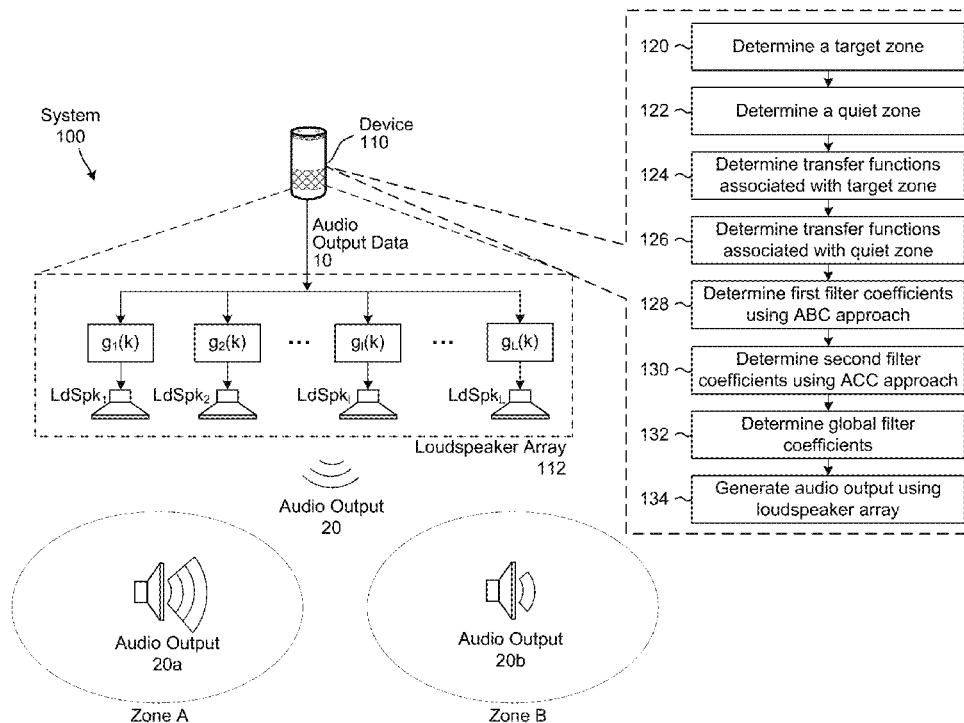 System
100
Device
110
Audio
Output Data
10
g1(k)
g2(k)
...
gl(k)
...
gL(k)
LdSpk1
LdSpk2
LdSpkl
LdSpkL
Loudspeaker Array
112
Audio Output
20
Audio Output
20a
Zone A
Audio Output
20b
Zone B
120
Determine a target zone
122
Determine a quiet zone
124
Determine transfer functions
associated with target zone
126
Determine transfer functions
associated with quiet zone
128
Determine first filter coefficients
using ABC approach
130
Determine second filter
coefficients using ACC approach
132
Determine global filter
coefficients
134
Generate audio output using
loudspeaker array